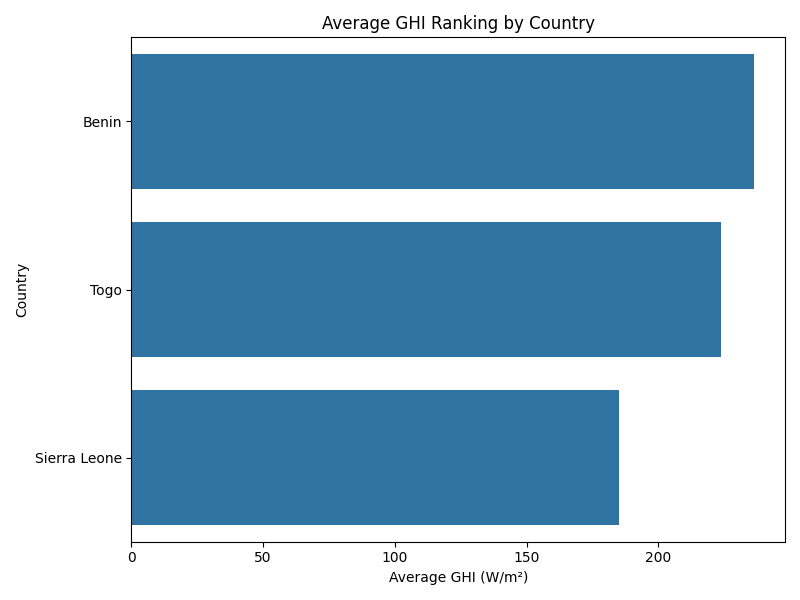 Average GHI Ranking by Country
Country
Benin
Togo
Sierra Leone
0 50 100 150 200
Average GHI (W/m²)